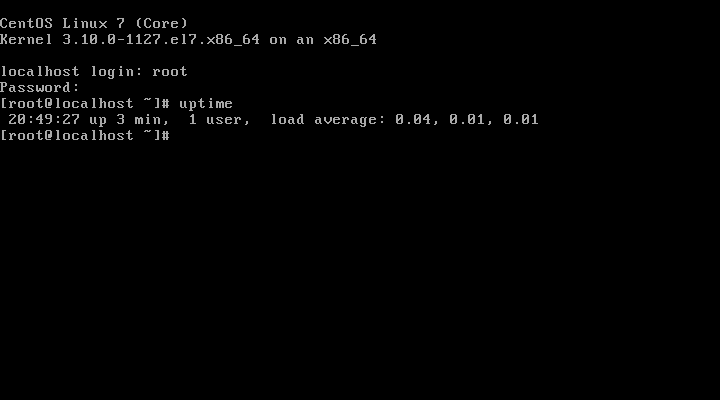 CentOS Linux 7 (Core)
Kernel 3.10.0-1127.el7.x86_64 on an x86_64
localhost login: root
Password:
[root@localhost ~]# uptime
 20:49:27 up 3 min,  1 user,  load average: 0.04, 0.01, 0.01
[root@localhost ~]#